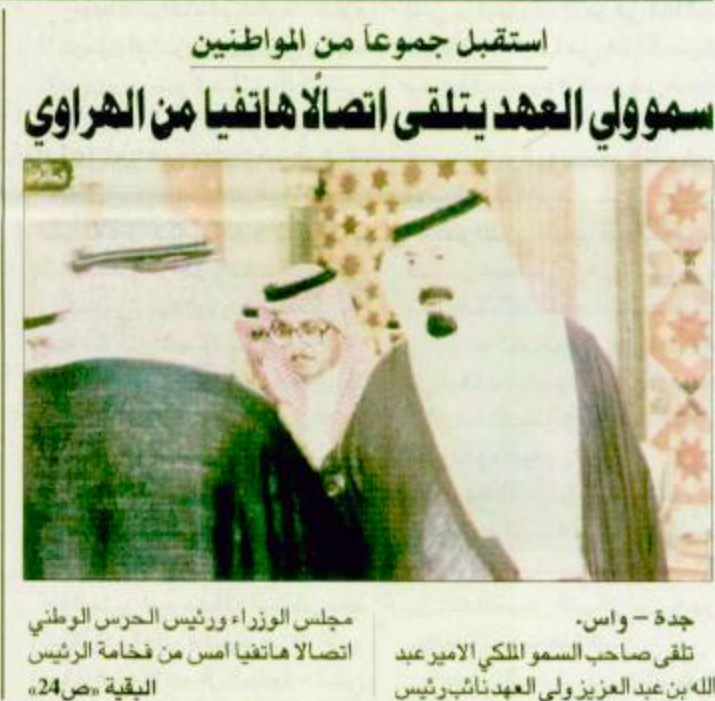 استقبل جموعاً من المواطنين
سمو ولي العهد يتلقى اتصالًا هاتفيا من الهراوي
جدة – واس.
تلقى صاحب السمو الملكي الامير عبد
الله بن عبد العزيز ولي العهد نائب رئيس
مجلس الوزراء ورئيس الحرس الوطني
اتصالا هاتفيا امس من فخامة الرئيس
البقية «ص24»